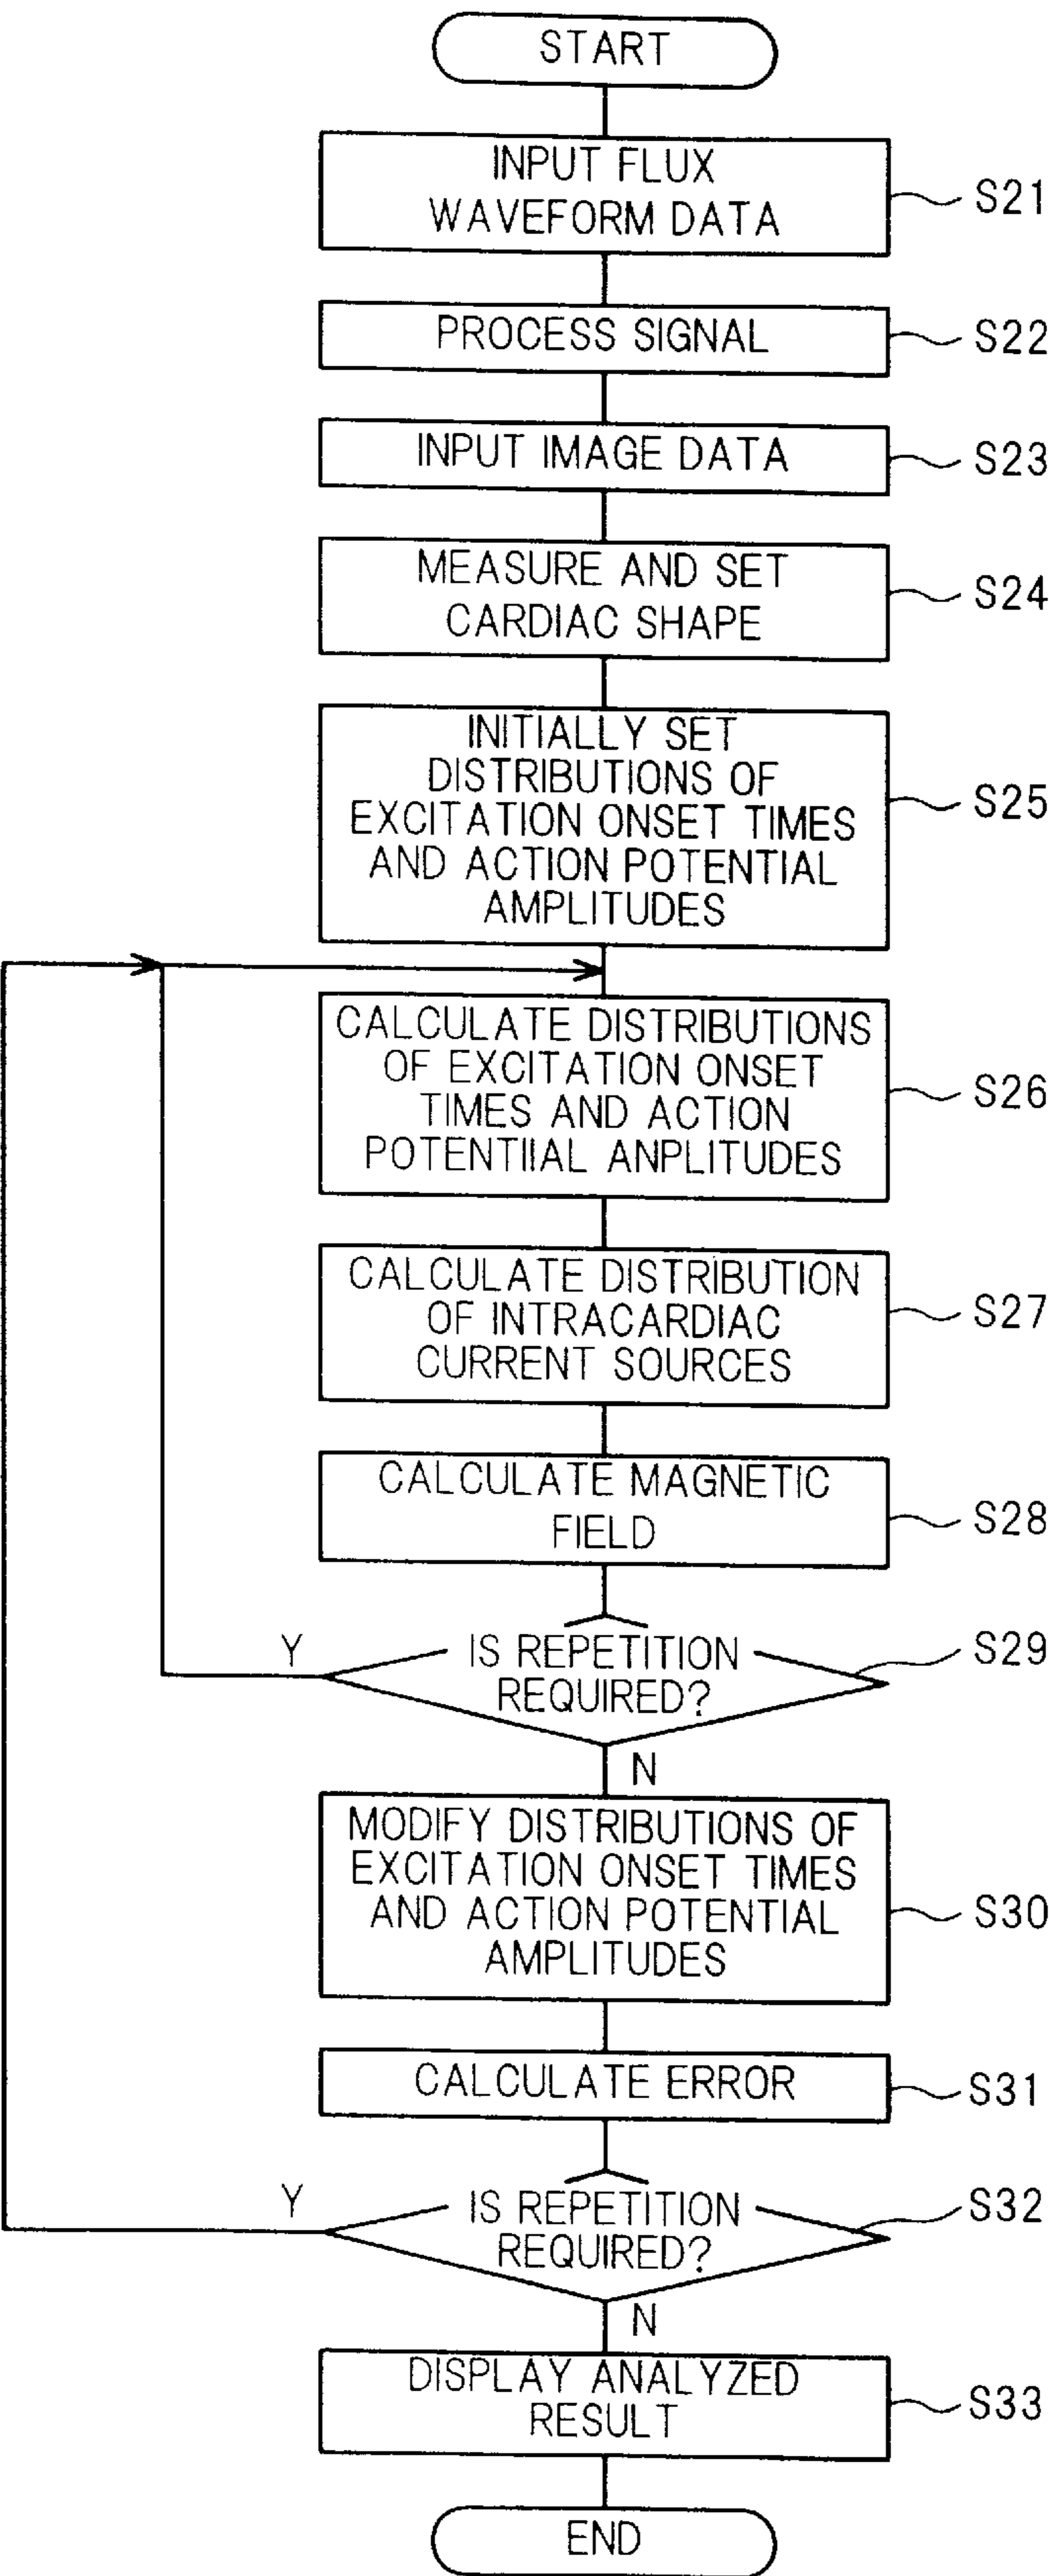 START
INPUT FLUX
WAVEFORM DATA
S21
PROCESS SIGNAL
S22
INPUT IMAGE DATA
S23
MEASURE AND SET
CARDIAC SHAPE
S24
INITIALLY SET
DISTRIBUTIONS OF
EXCITATION ONSET TIMES
AND ACTION POTENTIAL
AMPLITUDES
S25
CALCULATE DISTRIBUTIONS
OF EXCITATION ONSET
TIMES AND ACTION
POTENTIIAL ANPLITUDES
S26
CALCULATE DISTRIBUTION
OF INTRACARDIAC
CURRENT SOURCES
S27
CALCULATE MAGNETIC
FIELD
S28
Y
IS REPETITION
REQUIRED?
S29
N
MODIFY DISTRIBUTIONS OF
EXCITATION ONSET TIMES
AND ACTION POTENTIAL
AMPLITUDES
S30
CALCULATE ERROR
S31
Y
IS REPETITION
REQUIRED?
S32
N
DISPLAY ANALYZED
RESULT
S33
END